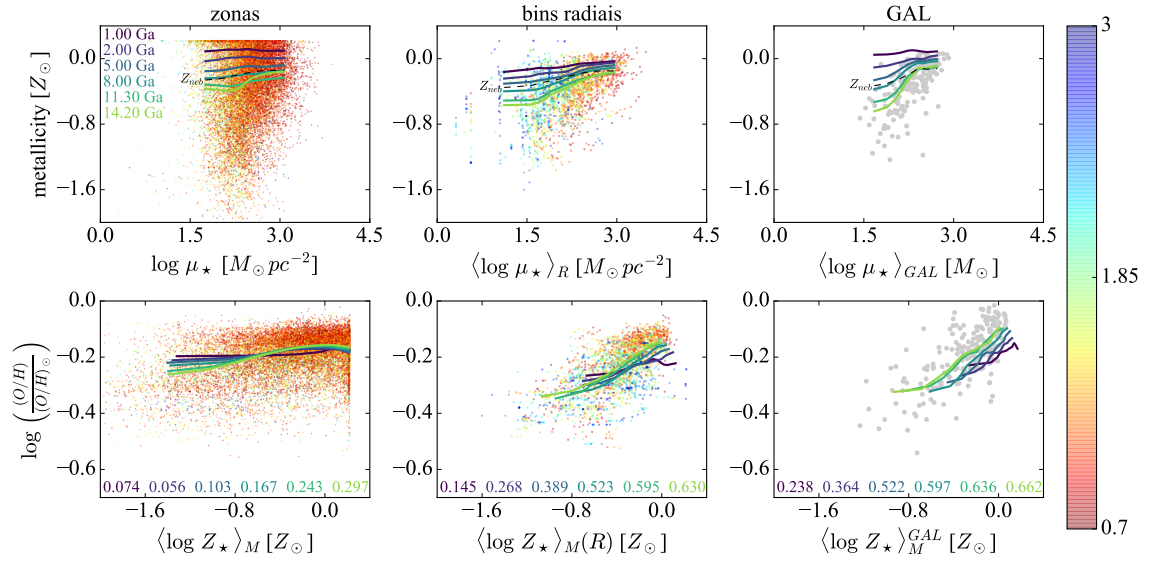 zonas
bins radiais
GAL
metallicity [Z⊙]
0.0
−0.8
−1.6
1.00 Ga
2.00 Ga
5.00 Ga
8.00 Ga
11.30 Ga
14.20 Ga
Z_neb
0.0 1.5 3.0 4.5
log μ⋆ [M⊙ pc⁻²]
0.0
−0.8
−1.6
Z_neb
0.0 1.5 3.0 4.5
⟨log μ⋆⟩_R [M⊙ pc⁻²]
0.0
−0.8
−1.6
Z_neb
0.0 1.5 3.0 4.5
⟨log μ⋆⟩_GAL [M⊙]
log ((O/H)/(O/H)⊙)
0.0
−0.2
−0.4
−0.6
0.074 0.056 0.103 0.167 0.243 0.297
−1.6 −0.8 0.0
⟨log Z⋆⟩_M [Z⊙]
0.0
−0.2
−0.4
−0.6
0.145 0.268 0.389 0.523 0.595 0.630
−1.6 −0.8 0.0
⟨log Z⋆⟩_M(R) [Z⊙]
0.0
−0.2
−0.4
−0.6
0.238 0.364 0.522 0.597 0.636 0.662
−1.6 −0.8 0.0
⟨log Z⋆⟩_M^GAL [Z⊙]
3
1.85
0.7